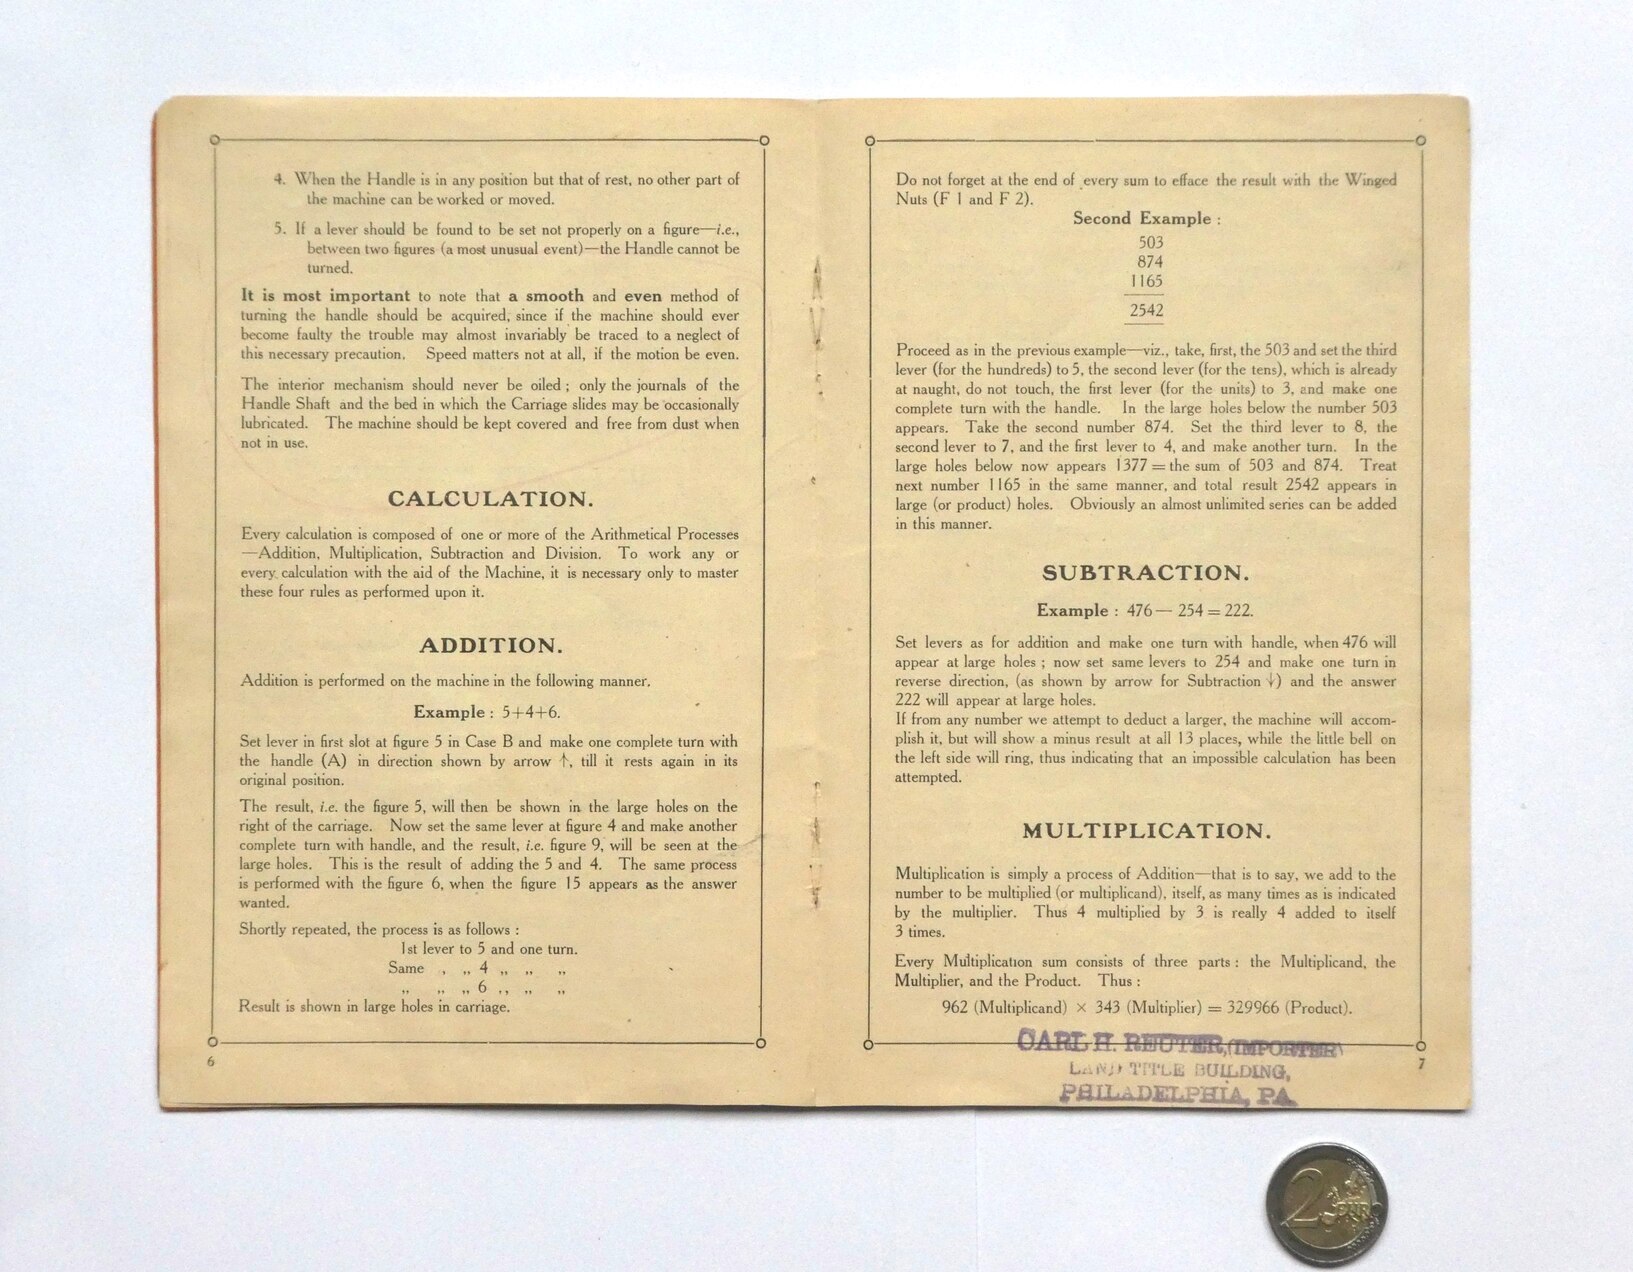 4. When the Handle is in any position but that of rest, no other part of
the machine can be worked or moved.
5. If a lever should be found to be set not properly on a figure—i.e.,
between two figures (a most unusual event)—the Handle cannot be
turned.
It is most important to note that a smooth and even method of
turning the handle should be acquired, since if the machine should ever
become faulty the trouble may almost invariably be traced to a neglect of
this necessary precaution. Speed matters not at all, if the motion be even.
The interior mechanism should never be oiled ; only the journals of the
Handle Shaft and the bed in which the Carriage slides may be occasionally
lubricated. The machine should be kept covered and free from dust when
not in use.
CALCULATION.
Every calculation is composed of one or more of the Arithmetical Processes
—Addition, Multiplication, Subtraction and Division. To work any or
every calculation with the aid of the Machine, it is necessary only to master
these four rules as performed upon it.
ADDITION.
Addition is performed on the machine in the following manner.
Example : 5+4+6.
Set lever in first slot at figure 5 in Case B and make one complete turn with
the handle (A) in direction shown by arrow ↑, till it rests again in its
original position.
The result, i.e. the figure 5, will then be shown in the large holes on the
right of the carriage. Now set the same lever at figure 4 and make another
complete turn with handle, and the result, i.e. figure 9, will be seen at the
large holes. This is the result of adding the 5 and 4. The same process
is performed with the figure 6, when the figure 15 appears as the answer
wanted.
Shortly repeated, the process is as follows :
1st lever to 5 and one turn.
Same , ,, 4 ,, ,, ,,
,, ,, ,, 6 ,, ,, ,,
Result is shown in large holes in carriage.
6
Do not forget at the end of every sum to efface the result with the Winged
Nuts (F 1 and F 2).
Second Example :
503
874
1165
2542
Proceed as in the previous example—viz., take, first, the 503 and set the third
lever (for the hundreds) to 5, the second lever (for the tens), which is already
at naught, do not touch, the first lever (for the units) to 3, and make one
complete turn with the handle. In the large holes below the number 503
appears. Take the second number 874. Set the third lever to 8, the
second lever to 7, and the first lever to 4, and make another turn. In the
large holes below now appears 1377 = the sum of 503 and 874. Treat
next number 1165 in the same manner, and total result 2542 appears in
large (or product) holes. Obviously an almost unlimited series can be added
in this manner.
SUBTRACTION.
Example : 476 — 254 = 222.
Set levers as for addition and make one turn with handle, when 476 will
appear at large holes ; now set same levers to 254 and make one turn in
reverse direction, (as shown by arrow for Subtraction ↓) and the answer
222 will appear at large holes.
If from any number we attempt to deduct a larger, the machine will accom-
plish it, but will show a minus result at all 13 places, while the little bell on
the left side will ring, thus indicating that an impossible calculation has been
attempted.
MULTIPLICATION.
Multiplication is simply a process of Addition—that is to say, we add to the
number to be multiplied (or multiplicand), itself, as many times as is indicated
by the multiplier. Thus 4 multiplied by 3 is really 4 added to itself
3 times.
Every Multiplication sum consists of three parts : the Multiplicand, the
Multiplier, and the Product. Thus :
962 (Multiplicand) × 343 (Multiplier) = 329966 (Product).
CARL H. REUTER, (IMPORTER)
LAND TITLE BUILDING,
PHILADELPHIA, PA.
7
2 EURO